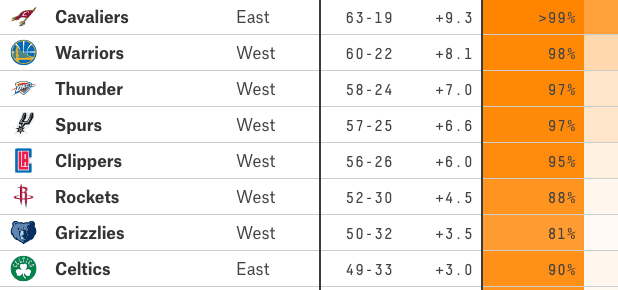 Cavaliers East 63-19 +9.3 >99%
Warriors West 60-22 +8.1 98%
Thunder West 58-24 +7.0 97%
Spurs West 57-25 +6.6 97%
Clippers West 56-26 +6.0 95%
Rockets West 52-30 +4.5 88%
Grizzlies West 50-32 +3.5 81%
Celtics East 49-33 +3.0 90%